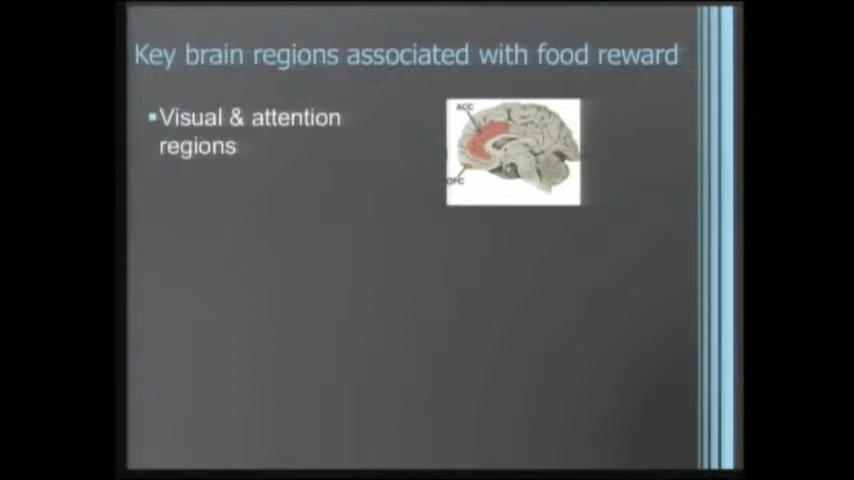 Key brain regions associated with food reward
▪Visual & attention
regions
ACC
OFC